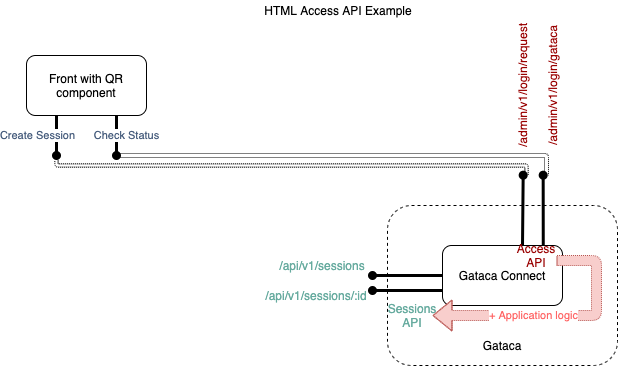 HTML Access API Example
/admin/v1/login/request
/admin/v1/login/gataca
Front with QR
component
Create Session
Check Status
Access
API
/api/v1/sessions
Gataca Connect
/api/v1/sessions/:id
Sessions
API
+ Application logic
Gataca